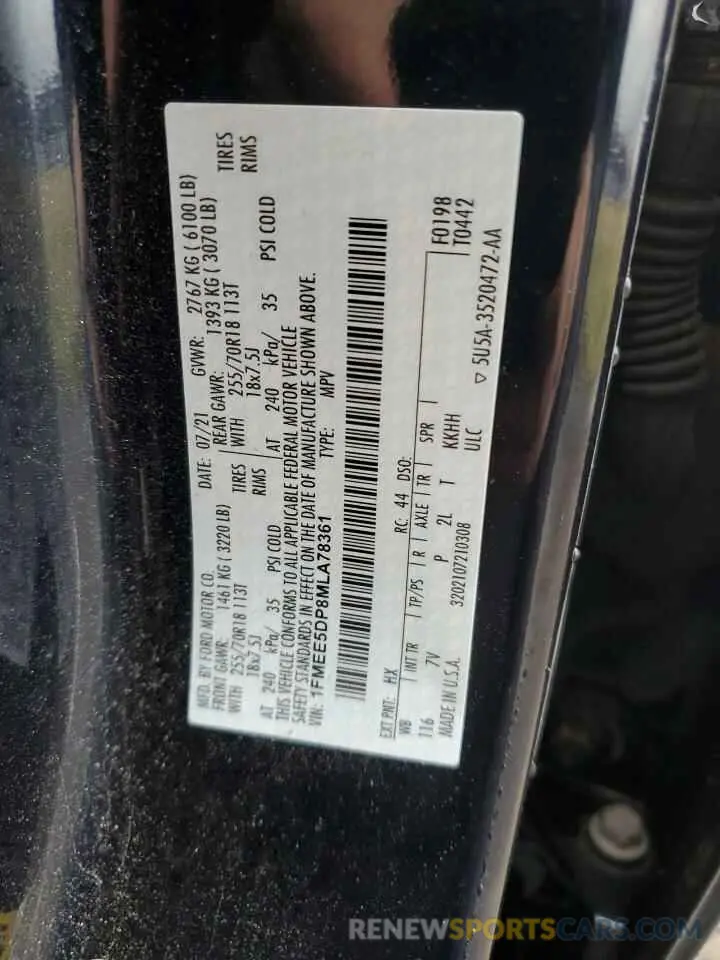 MFD. BY FORD MOTOR CO.
DATE: 07/21 GVWR: 2767 KG ( 6100 LB)
FRONT GAWR: 1461 KG ( 3220 LB) REAR GAWR: 1393 KG ( 3070 LB)
WITH 255/70R18 113T TIRES WITH 255/70R18 113T TIRES
18x7.5J RIMS 18x7.5J RIMS
AT 240 kPa/ 35 PSI COLD AT 240 kPa/ 35 PSI COLD
THIS VEHICLE CONFORMS TO ALL APPLICABLE FEDERAL MOTOR VEHICLE
SAFETY STANDARDS IN EFFECT ON THE DATE OF MANUFACTURE SHOWN ABOVE.
VIN: 1FMEE5DP8MLA78361 TYPE: MPV
EXT PNT: HX RC: 44 DSO: F0198
WB INT TR TP/PS R AXLE TR SPR T0442
116 7V P 2L T KKHH
MADE IN U.S.A. 3202107210308 ULC
▽ 5U5A-3520472-AA
RENEWSPORTSCAR.COM